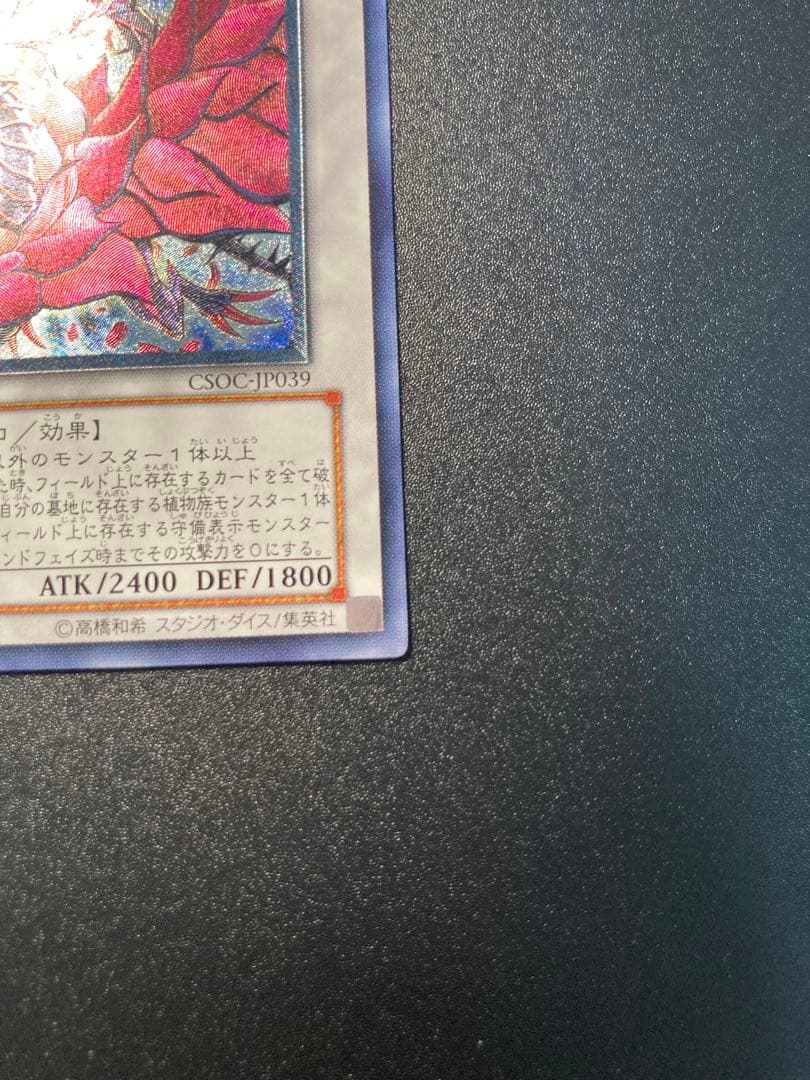 CSOC-JP039
/効果】
外のモンスター1体以上
た時、フィールド上に存在するカードを全て破
自分の墓地に存在する植物族モンスター1体
ィールド上に存在する守備表示モンスター
ンドフェイズ時までその攻撃力を0にする。
ATK/2400 DEF/1800
©高橋和希 スタジオ・ダイス/集英社